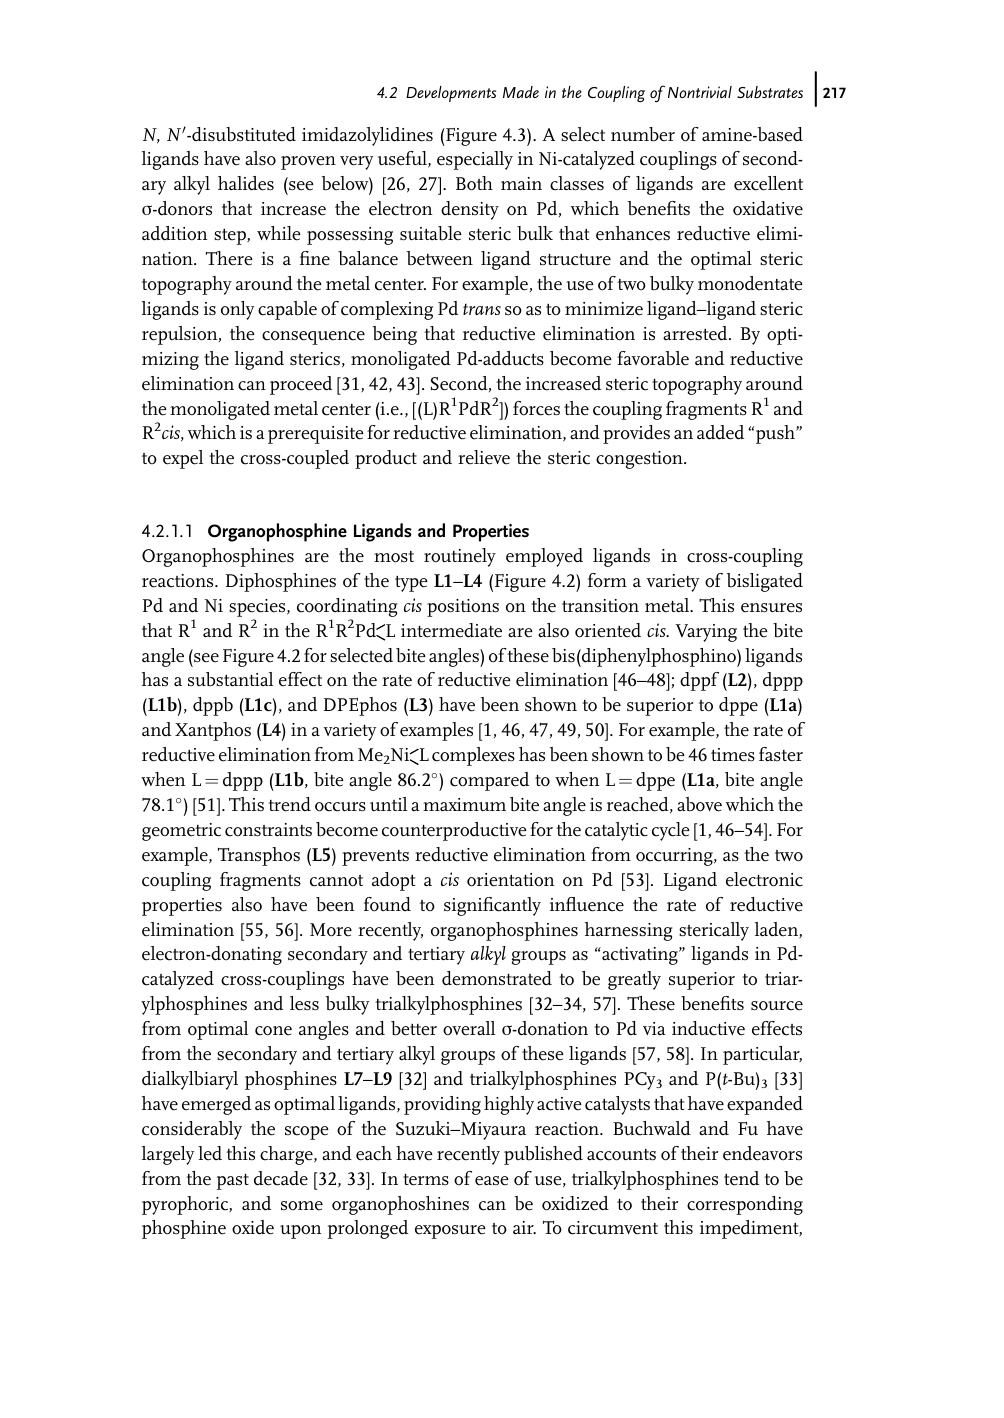 4.2 Developments Made in the Coupling of Nontrivial Substrates | 217
N, N′-disubstituted imidazolylidines (Figure 4.3). A select number of amine-based
ligands have also proven very useful, especially in Ni-catalyzed couplings of second-
ary alkyl halides (see below) [26, 27]. Both main classes of ligands are excellent
σ-donors that increase the electron density on Pd, which benefits the oxidative
addition step, while possessing suitable steric bulk that enhances reductive elimi-
nation. There is a fine balance between ligand structure and the optimal steric
topography around the metal center. For example, the use of two bulky monodentate
ligands is only capable of complexing Pd trans so as to minimize ligand–ligand steric
repulsion, the consequence being that reductive elimination is arrested. By opti-
mizing the ligand sterics, monoligated Pd-adducts become favorable and reductive
elimination can proceed [31, 42, 43]. Second, the increased steric topography around
the monoligated metal center (i.e., [(L)R¹PdR²]) forces the coupling fragments R¹ and
R²cis, which is a prerequisite for reductive elimination, and provides an added “push”
to expel the cross-coupled product and relieve the steric congestion.
4.2.1.1 Organophosphine Ligands and Properties
Organophosphines are the most routinely employed ligands in cross-coupling
reactions. Diphosphines of the type L1–L4 (Figure 4.2) form a variety of bisligated
Pd and Ni species, coordinating cis positions on the transition metal. This ensures
that R¹ and R² in the R¹R²Pd≤L intermediate are also oriented cis. Varying the bite
angle (see Figure 4.2 for selected bite angles) of these bis(diphenylphosphino) ligands
has a substantial effect on the rate of reductive elimination [46–48]; dppf (L2), dppp
(L1b), dppb (L1c), and DPEphos (L3) have been shown to be superior to dppe (L1a)
and Xantphos (L4) in a variety of examples [1, 46, 47, 49, 50]. For example, the rate of
reductive elimination from Me₂Ni≤L complexes has been shown to be 46 times faster
when L = dppp (L1b, bite angle 86.2°) compared to when L = dppe (L1a, bite angle
78.1°) [51]. This trend occurs until a maximum bite angle is reached, above which the
geometric constraints become counterproductive for the catalytic cycle [1, 46–54]. For
example, Transphos (L5) prevents reductive elimination from occurring, as the two
coupling fragments cannot adopt a cis orientation on Pd [53]. Ligand electronic
properties also have been found to significantly influence the rate of reductive
elimination [55, 56]. More recently, organophosphines harnessing sterically laden,
electron-donating secondary and tertiary alkyl groups as “activating” ligands in Pd-
catalyzed cross-couplings have been demonstrated to be greatly superior to triar-
ylphosphines and less bulky trialkylphosphines [32–34, 57]. These benefits source
from optimal cone angles and better overall σ-donation to Pd via inductive effects
from the secondary and tertiary alkyl groups of these ligands [57, 58]. In particular,
dialkylbiaryl phosphines L7–L9 [32] and trialkylphosphines PCy₃ and P(t-Bu)₃ [33]
have emerged as optimal ligands, providing highly active catalysts that have expanded
considerably the scope of the Suzuki–Miyaura reaction. Buchwald and Fu have
largely led this charge, and each have recently published accounts of their endeavors
from the past decade [32, 33]. In terms of ease of use, trialkylphosphines tend to be
pyrophoric, and some organophoshines can be oxidized to their corresponding
phosphine oxide upon prolonged exposure to air. To circumvent this impediment,